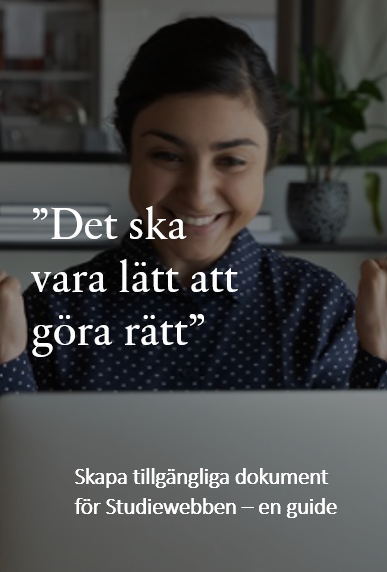 ”Det ska
vara lätt att
göra rätt”
Skapa tillgängliga dokument
för Studiewebben – en guide